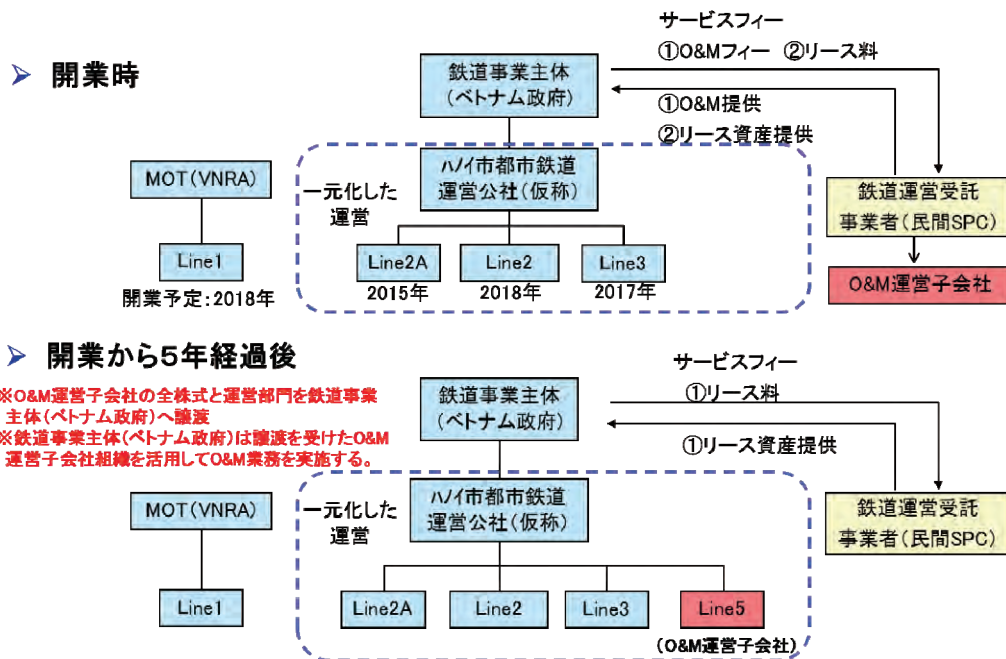 サービスフィー
①O&Mフィー ②リース料
➢ 開業時
鉄道事業主体
(ベトナム政府)
①O&M提供
②リース資産提供
MOT(VNRA)
一元化した
運営
ハノイ市都市鉄道
運営公社(仮称)
鉄道運営受託
事業者(民間SPC)
Line1
Line2A
Line2
Line3
O&M運営子会社
開業予定:2018年
2015年
2018年
2017年
➢ 開業から5年経過後
サービスフィー
①リース料
※O&M運営子会社の全株式と運営部門を鉄道事業
主体(ベトナム政府)へ譲渡
※鉄道事業主体(ベトナム政府)は譲渡を受けたO&M
運営子会社組織を活用してO&M業務を実施する。
鉄道事業主体
(ベトナム政府)
①リース資産提供
MOT(VNRA)
一元化した
運営
ハノイ市都市鉄道
運営公社(仮称)
鉄道運営受託
事業者(民間SPC)
Line1
Line2A
Line2
Line3
Line5
(O&M運営子会社)